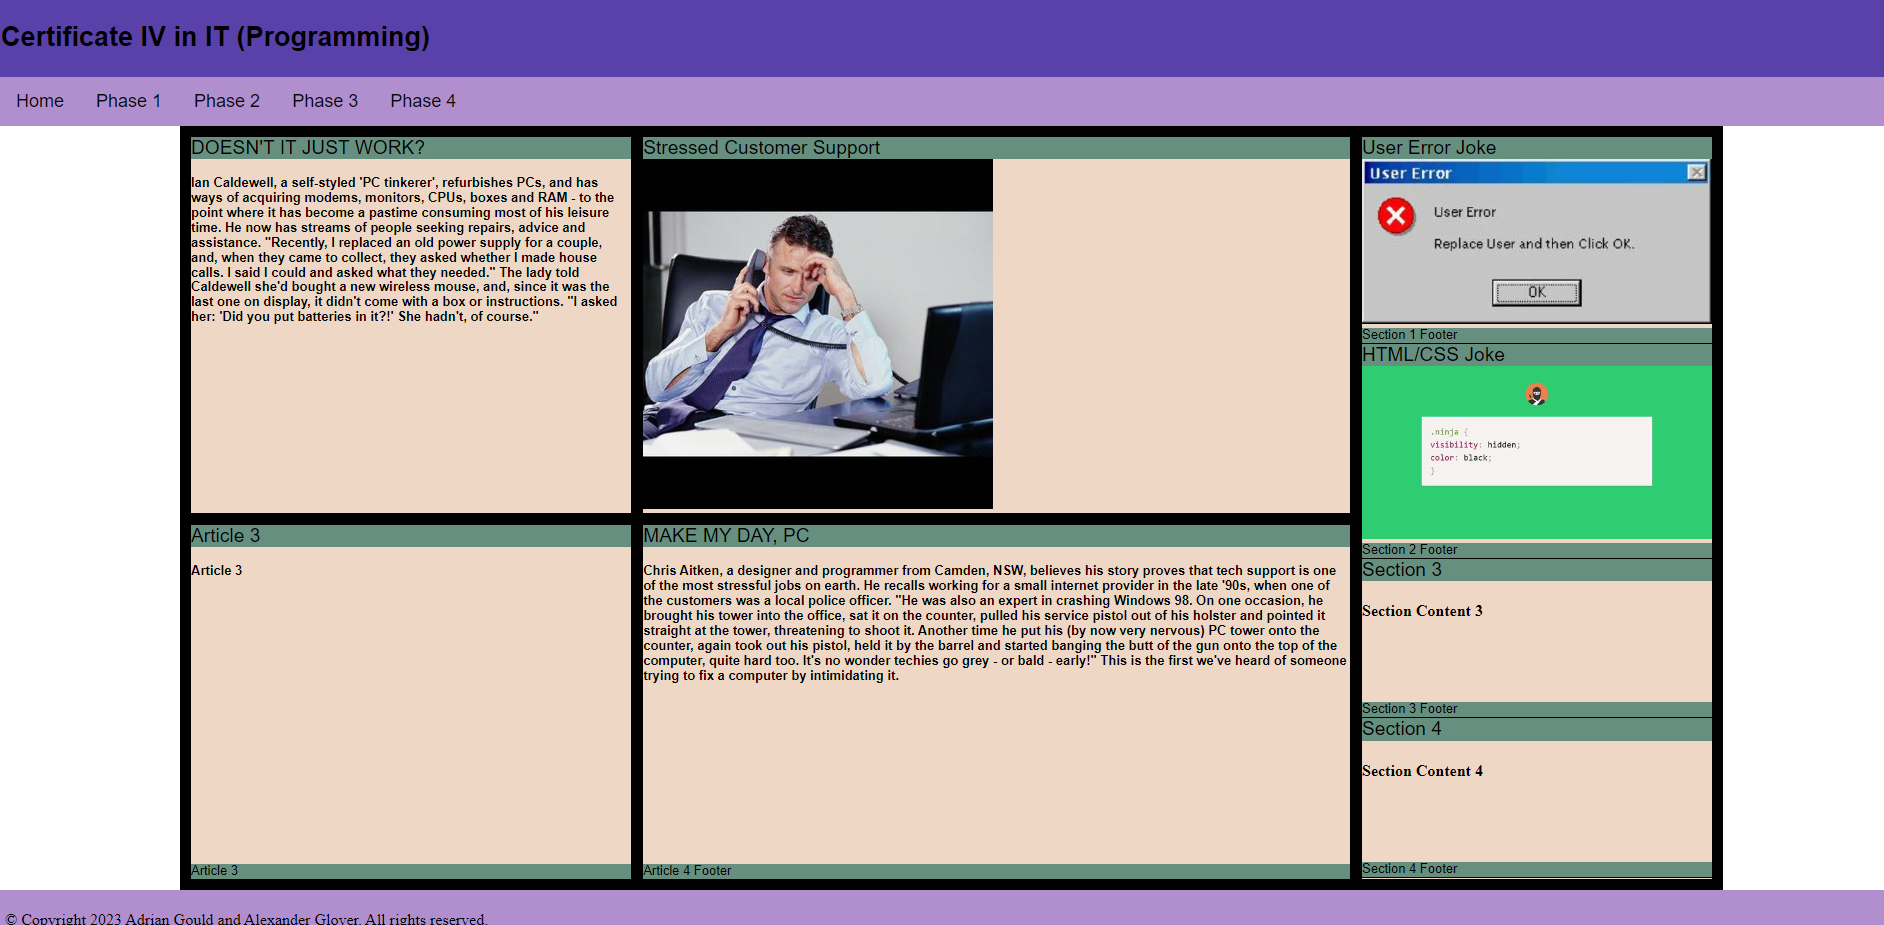 Certificate IV in IT (Programming)
Home Phase 1 Phase 2 Phase 3 Phase 4
DOESN'T IT JUST WORK?
Ian Caldewell, a self-styled 'PC tinkerer', refurbishes PCs, and has
ways of acquiring modems, monitors, CPUs, boxes and RAM - to the
point where it has become a pastime consuming most of his leisure
time. He now has streams of people seeking repairs, advice and
assistance. "Recently, I replaced an old power supply for a couple,
and, when they came to collect, they asked whether I made house
calls. I said I could and asked what they needed." The lady told
Caldewell she'd bought a new wireless mouse, and, since it was the
last one on display, it didn't come with a box or instructions. "I asked
her: 'Did you put batteries in it?!' She hadn't, of course."
Stressed Customer Support
Article 3
Article 3
Article 3
MAKE MY DAY, PC
Chris Aitken, a designer and programmer from Camden, NSW, believes his story proves that tech support is one
of the most stressful jobs on earth. He recalls working for a small internet provider in the late '90s, when one of
the customers was a local police officer. "He was also an expert in crashing Windows 98. On one occasion, he
brought his tower into the office, sat it on the counter, pulled his service pistol out of his holster and pointed it
straight at the tower, threatening to shoot it. Another time he put his (by now very nervous) PC tower onto the
counter, again took out his pistol, held it by the barrel and started banging the butt of the gun onto the top of the
computer, quite hard too. It's no wonder techies go grey - or bald - early!" This is the first we've heard of someone
trying to fix a computer by intimidating it.
Article 4 Footer
User Error Joke
User Error
User Error
Replace User and then Click OK.
OK
Section 1 Footer
HTML/CSS Joke
.ninja {
visibility: hidden;
color: black;
}
Section 2 Footer
Section 3
Section Content 3
Section 3 Footer
Section 4
Section Content 4
Section 4 Footer
© Copyright 2023 Adrian Gould and Alexander Glover. All rights reserved.